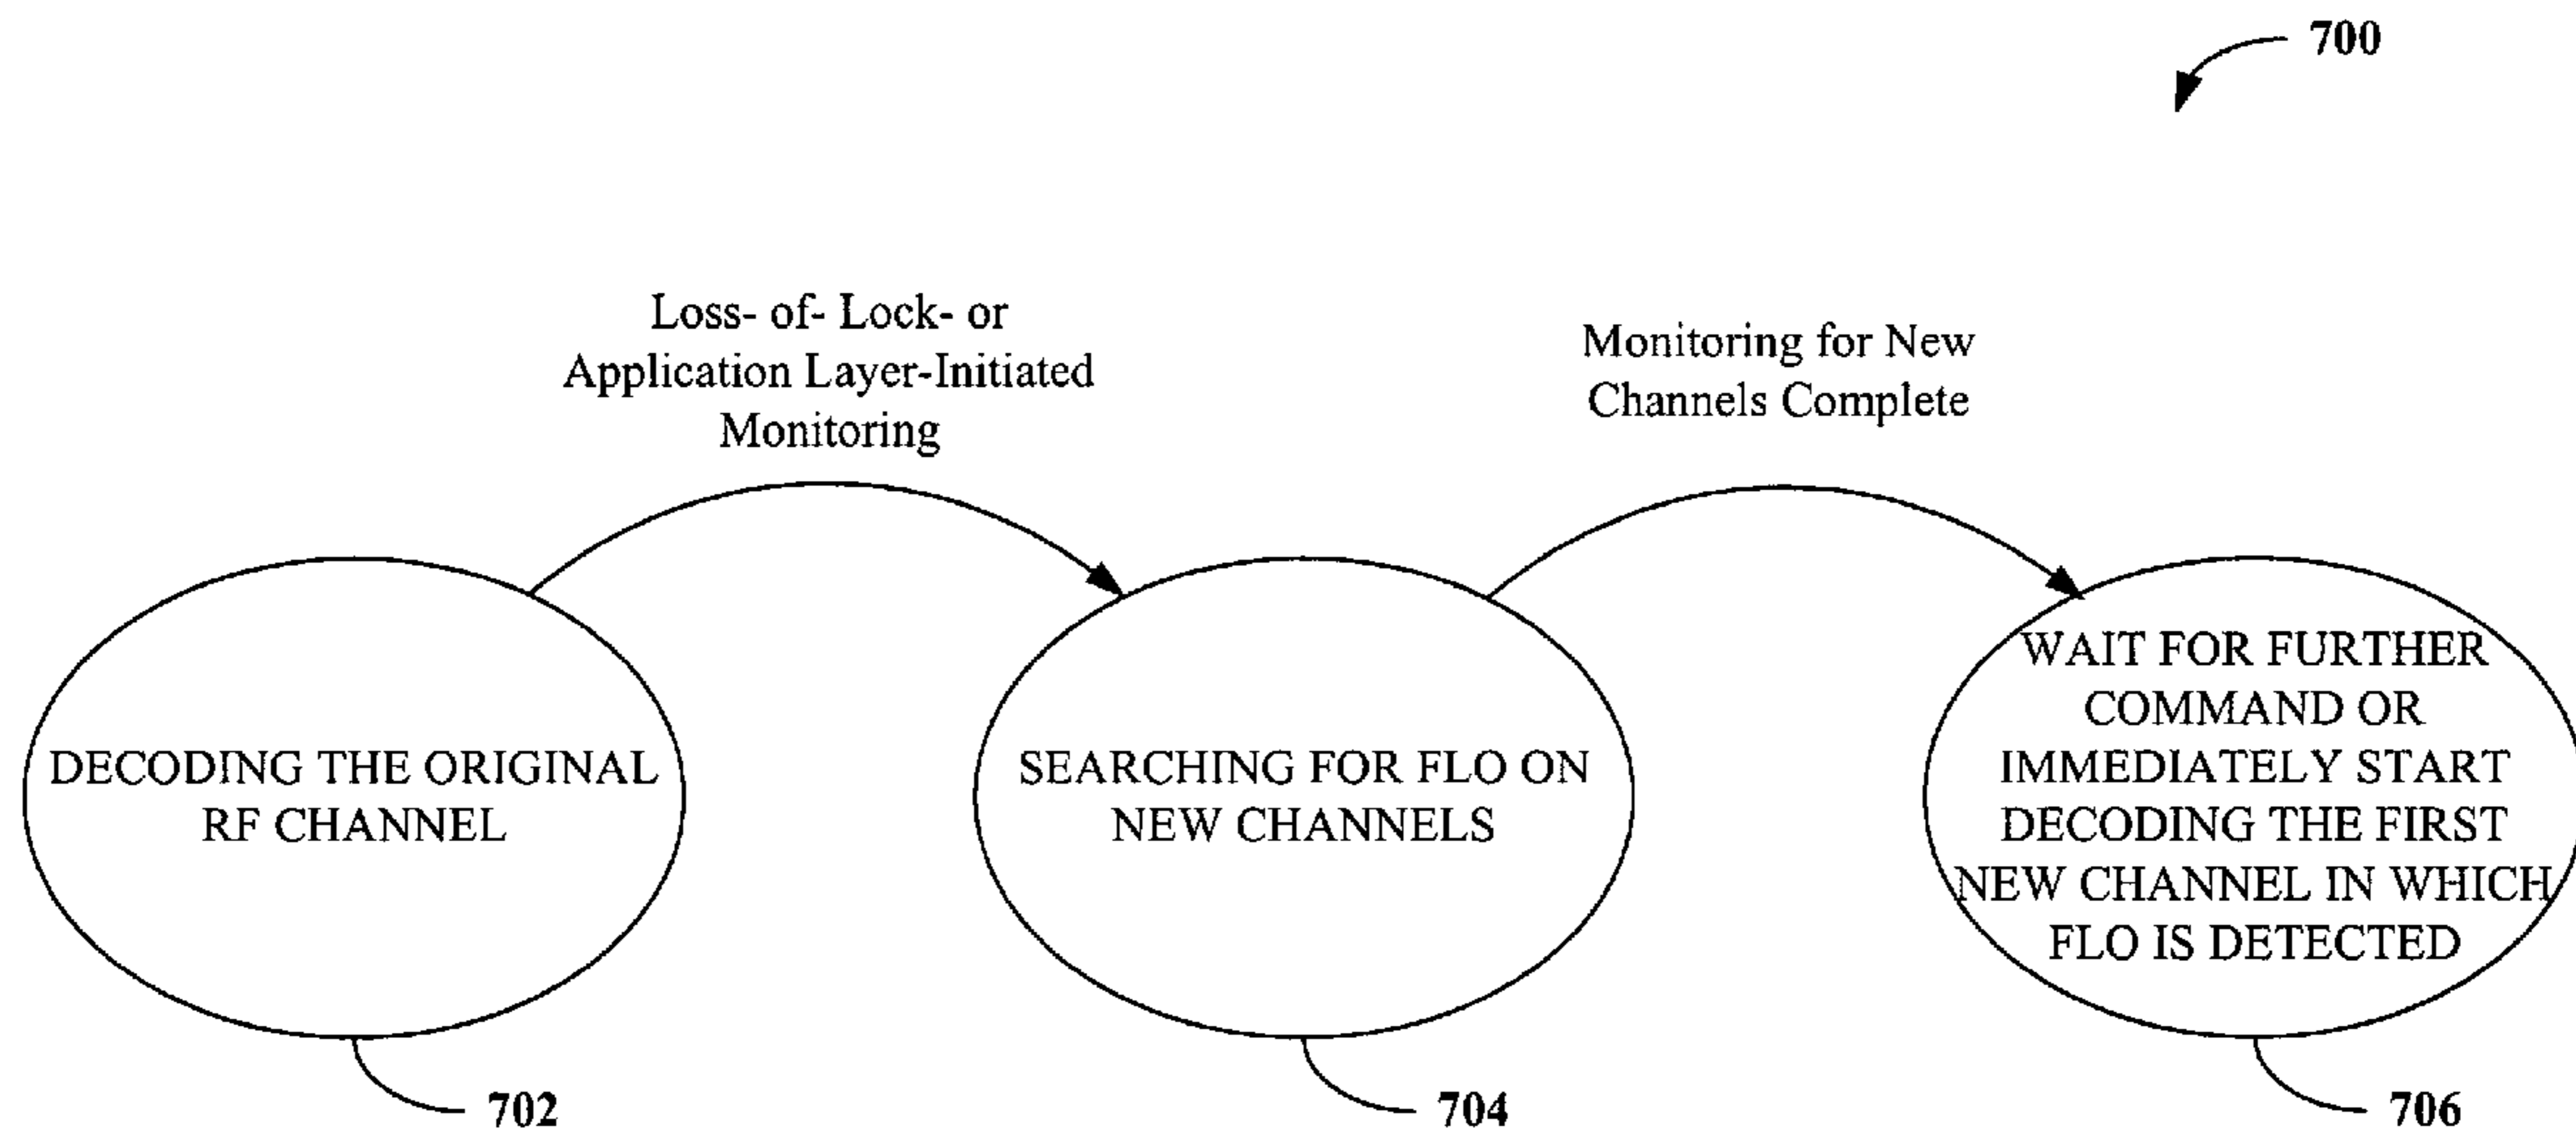 700
Loss- of- Lock- or
Application Layer-Initiated
Monitoring
Monitoring for New
Channels Complete
DECODING THE ORIGINAL
RF CHANNEL
SEARCHING FOR FLO ON
NEW CHANNELS
WAIT FOR FURTHER
COMMAND OR
IMMEDIATELY START
DECODING THE FIRST
NEW CHANNEL IN WHICH
FLO IS DETECTED
702
704
706